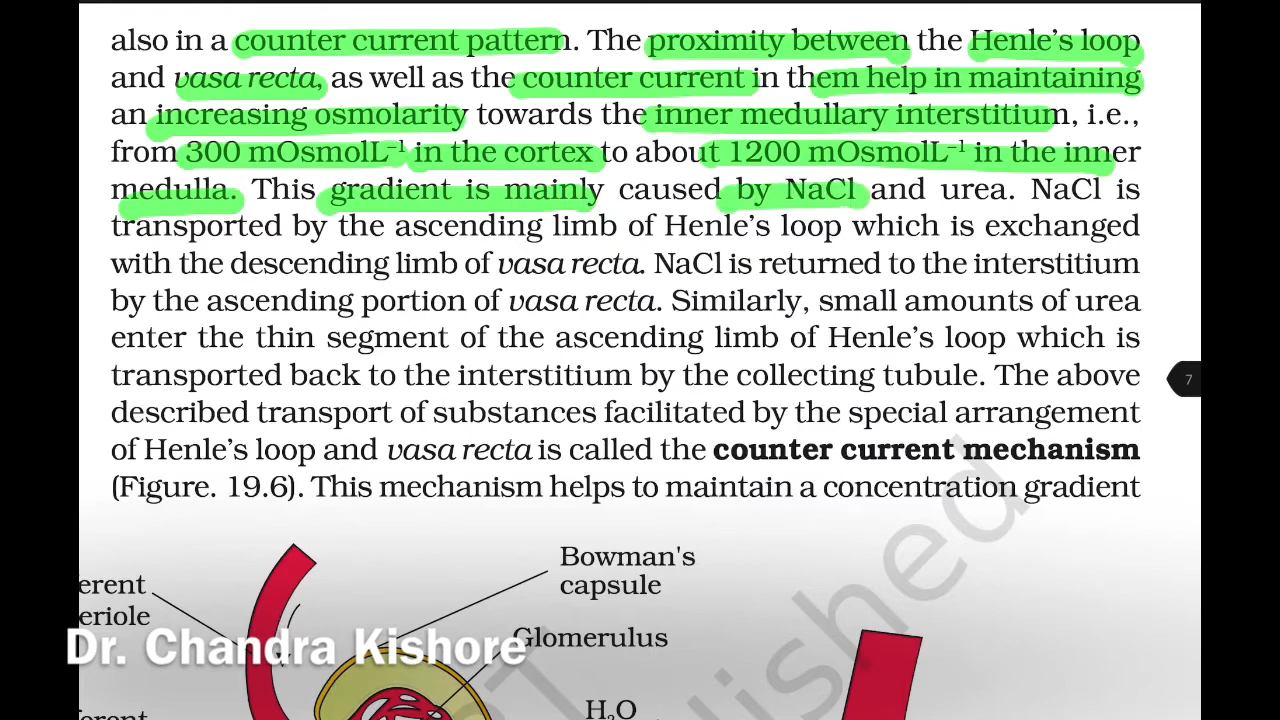 also in a counter current pattern. The proximity between the Henle's loop
and vasa recta, as well as the counter current in them help in maintaining
an increasing osmolarity towards the inner medullary interstitium, i.e.,
from 300 mOsmolL⁻¹ in the cortex to about 1200 mOsmolL⁻¹ in the inner
medulla. This gradient is mainly caused by NaCl and urea. NaCl is
transported by the ascending limb of Henle's loop which is exchanged
with the descending limb of vasa recta. NaCl is returned to the interstitium
by the ascending portion of vasa recta. Similarly, small amounts of urea
enter the thin segment of the ascending limb of Henle's loop which is
transported back to the interstitium by the collecting tubule. The above
described transport of substances facilitated by the special arrangement
of Henle's loop and vasa recta is called the counter current mechanism
(Figure. 19.6). This mechanism helps to maintain a concentration gradient
7
Bowman's
capsule
erent
eriole
Glomerulus
Dr. Chandra Kishore
H₂O
ferent
lished